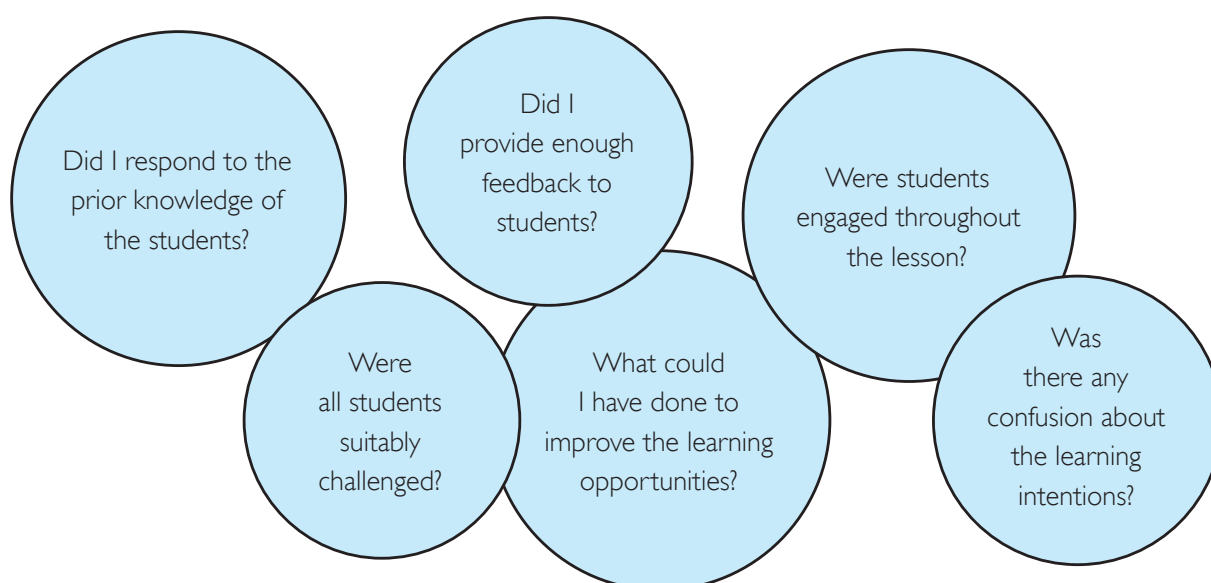 Did I respond to the
prior knowledge of
the students?
Did I
provide enough
feedback to
students?
Were students
engaged throughout
the lesson?
Were
all students
suitably
challenged?
What could
I have done to
improve the learning
opportunities?
Was
there any
confusion about
the learning
intentions?